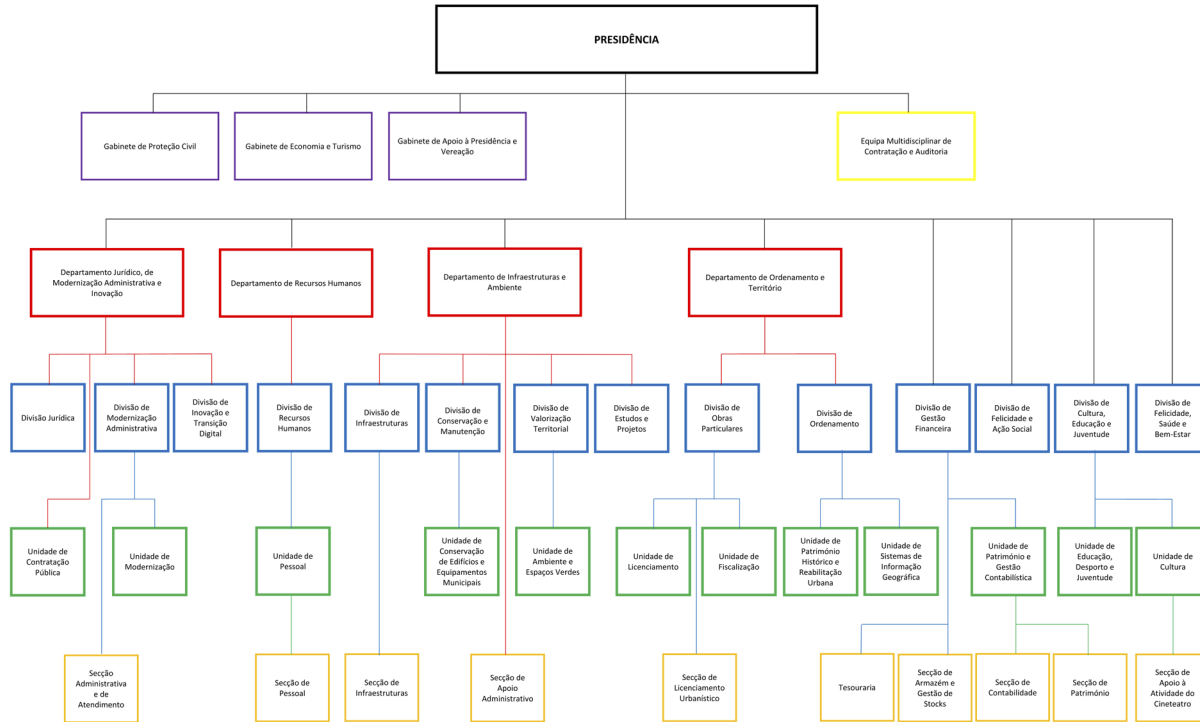 PRESIDÊNCIA
Gabinete de Proteção Civil
Gabinete de Economia e Turismo
Gabinete de Apoio à Presidência e
Vereação
Equipa Multidisciplinar de
Contratação e Auditoria
Departamento Jurídico, de
Modernização Administrativa e
Inovação
Departamento de Recursos Humanos
Departamento de Infraestruturas e
Ambiente
Departamento de Ordenamento e
Território
Divisão Jurídica
Divisão de
Modernização
Administrativa
Divisão de
Inovação e
Transição
Digital
Divisão de
Recursos
Humanos
Divisão de
Infraestruturas
Divisão de
Conservação e
Manutenção
Divisão de
Valorização
Territorial
Divisão de
Estudos e
Projetos
Divisão de
Obras
Particulares
Divisão de
Ordenamento
Divisão de
Gestão
Financeira
Divisão de
Felicidade e
Ação Social
Divisão de
Cultura,
Educação e
Juventude
Divisão de
Felicidade,
Saúde e
Bem-Estar
Unidade de
Contratação
Pública
Unidade de
Modernização
Unidade de
Pessoal
Unidade de
Conservação
de Edifícios e
Equipamentos
Municipais
Unidade de
Ambiente e
Espaços Verdes
Unidade de
Licenciamento
Unidade de
Fiscalização
Unidade de
Património
Histórico e
Reabilitação
Urbana
Unidade de
Sistemas de
Informação
Geográfica
Unidade de
Património e
Gestão
Contabilística
Unidade de
Educação,
Desporto e
Juventude
Unidade de
Cultura
Secção
Administrativa
e de
Atendimento
Secção de
Pessoal
Secção de
Infraestruturas
Secção de
Apoio
Administrativo
Secção de
Licenciamento
Urbanístico
Tesouraria
Secção de
Armazém e
Gestão de
Stocks
Secção de
Contabilidade
Secção de
Património
Secção de
Apoio à
Atividade do
Cineteatro